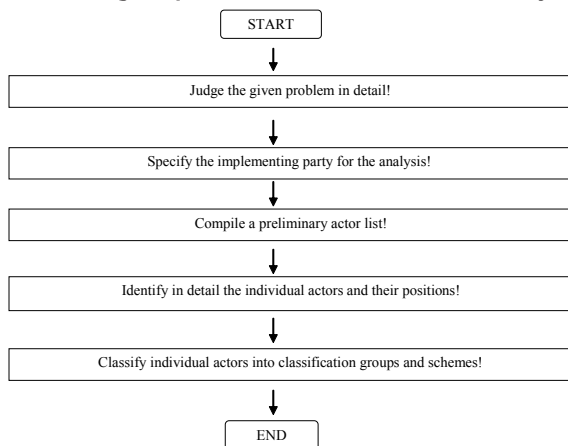 START
Judge the given problem in detail!
Specify the implementing party for the analysis!
Compile a preliminary actor list!
Identify in detail the individual actors and their positions!
Classify individual actors into classification groups and schemes!
END